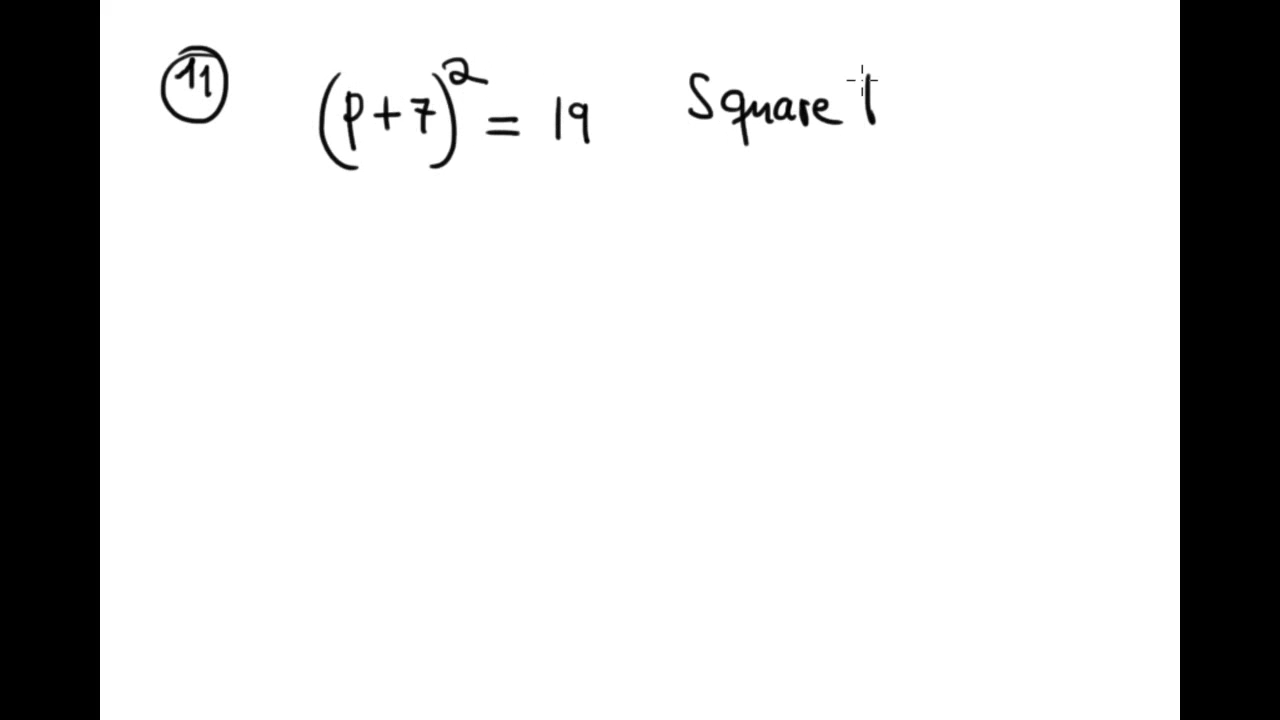 11 (p+7)² = 19 Square